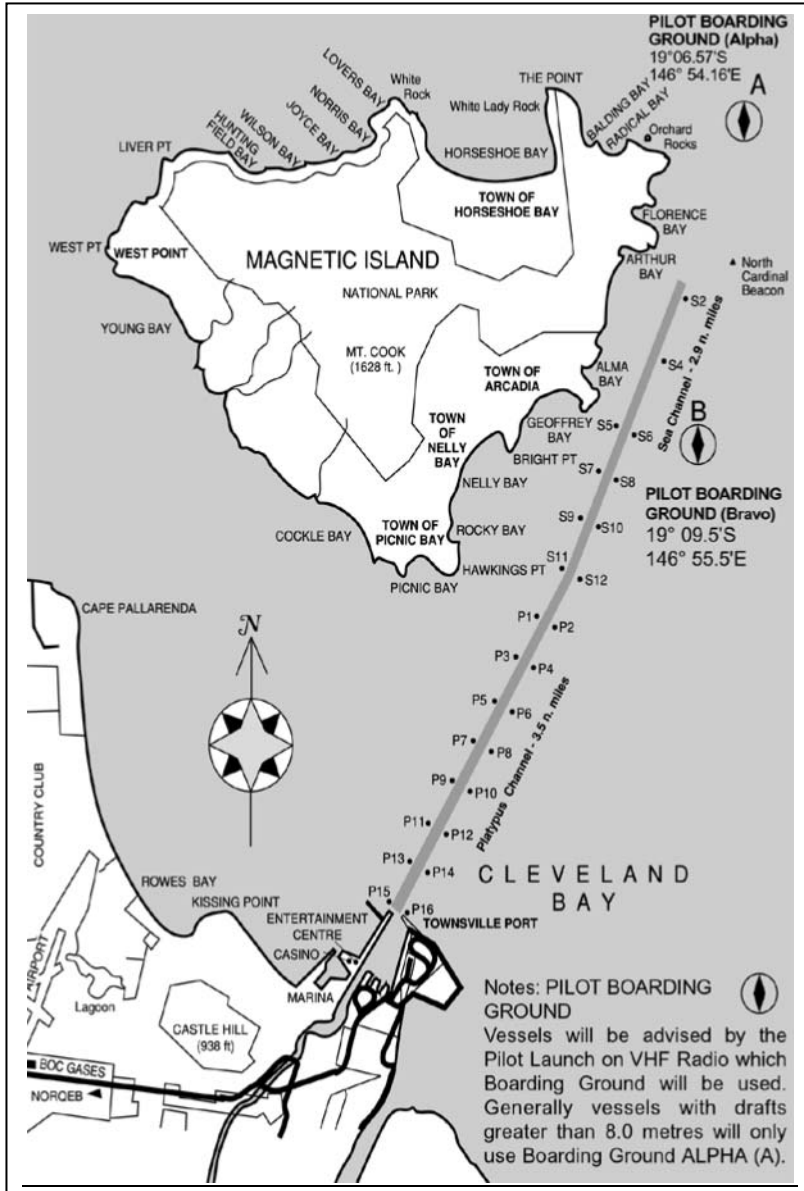 PILOT BOARDING
GROUND (Alpha)
19°06.57'S
146° 54.16'E
A
LOVERS BAY
White
Rock
THE POINT
NORRIS BAY
JOYCE BAY
WILSON BAY
HUNTING
FIELD BAY
White Lady Rock
BALDING BAY
RADICAL BAY
Orchard
Rocks
LIVER PT
HORSESHOE BAY
TOWN OF
HORSESHOE BAY
FLORENCE
BAY
WEST PT
WEST POINT
MAGNETIC ISLAND
ARTHUR
BAY
North
Cardinal
Beacon
NATIONAL PARK
S2
YOUNG BAY
MT. COOK
(1628 ft. )
TOWN OF
ARCADIA
ALMA
BAY
S4
Sea Channel - 2.9 n. miles
TOWN
OF
NELLY
BAY
GEOFFREY
BAY
S5
S6
B
BRIGHT PT
S7
S8
NELLY BAY
PILOT BOARDING
GROUND (Bravo)
19° 09.5'S
146° 55.5'E
COCKLE BAY
TOWN OF
PICNIC BAY
ROCKY BAY
S9
S10
HAWKINGS PT
S11
S12
PICNIC BAY
CAPE PALLARENDA
N
P1
P2
P3
P4
P5
P6
P7
P8
Platypus Channel - 3.5 n. miles
P9
P10
COUNTRY CLUB
P11
P12
P13
P14
CLEVELAND
BAY
ROWES BAY
KISSING POINT
P15
P16
ENTERTAINMENT
CENTRE
TOWNSVILLE PORT
CASINO
AIRPORT
MARINA
Lagoon
CASTLE HILL
(938 ft)
BOC GASES
NORQEB
Notes: PILOT BOARDING
GROUND
Vessels will be advised by the
Pilot Launch on VHF Radio which
Boarding Ground will be used.
Generally vessels with drafts
greater than 8.0 metres will only
use Boarding Ground ALPHA (A).